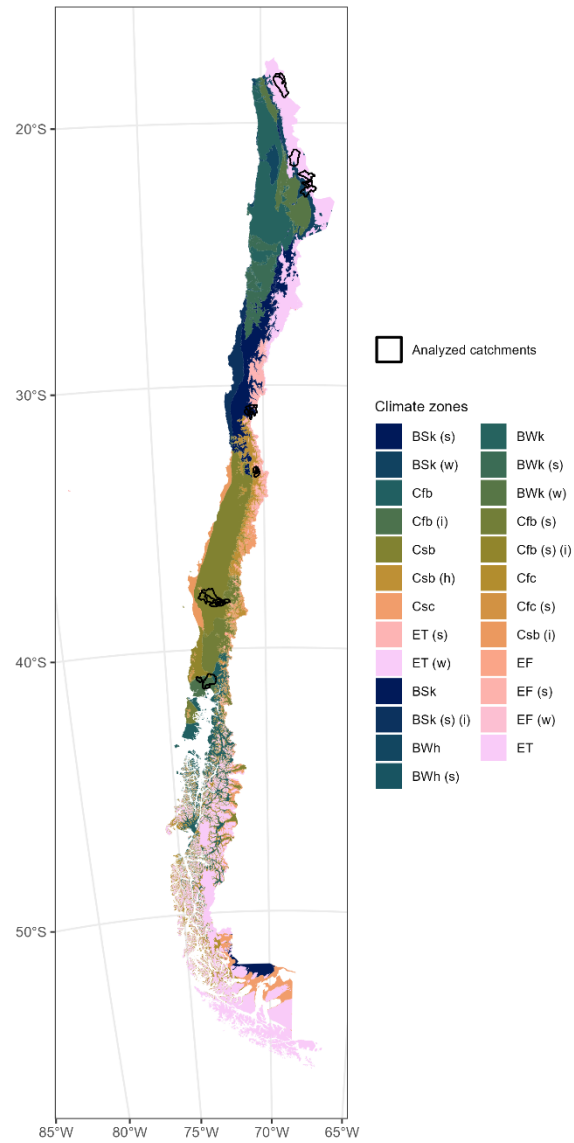 20°S
30°S
40°S
50°S
85°W 80°W 75°W 70°W 65°W
Analyzed catchments
Climate zones
BSk (s) BWk
BSk (w) BWk (s)
Cfb BWk (w)
Cfb (i) Cfb (s)
Csb Cfb (s) (i)
Csb (h) Cfc
Csc Cfc (s)
ET (s) Csb (i)
ET (w) EF
BSk EF (s)
BSk (s) (i) EF (w)
BWh ET
BWh (s)